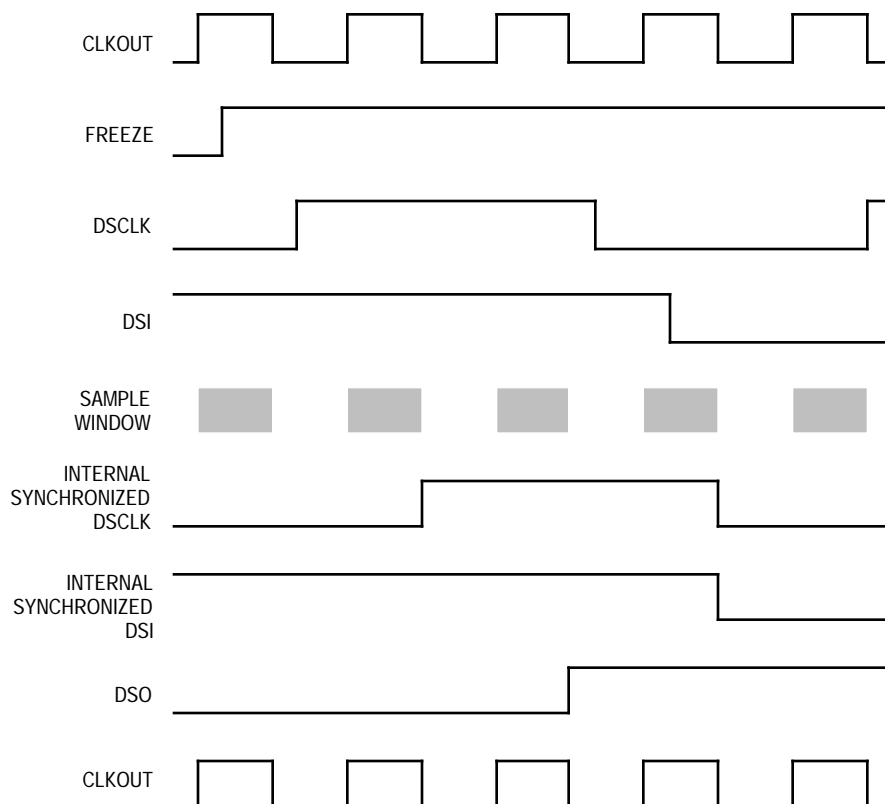 CLKOUT
FREEZE
DSCLK
DSI
SAMPLE
WINDOW
INTERNAL
SYNCHRONIZED
DSCLK
INTERNAL
SYNCHRONIZED
DSI
DSO
CLKOUT